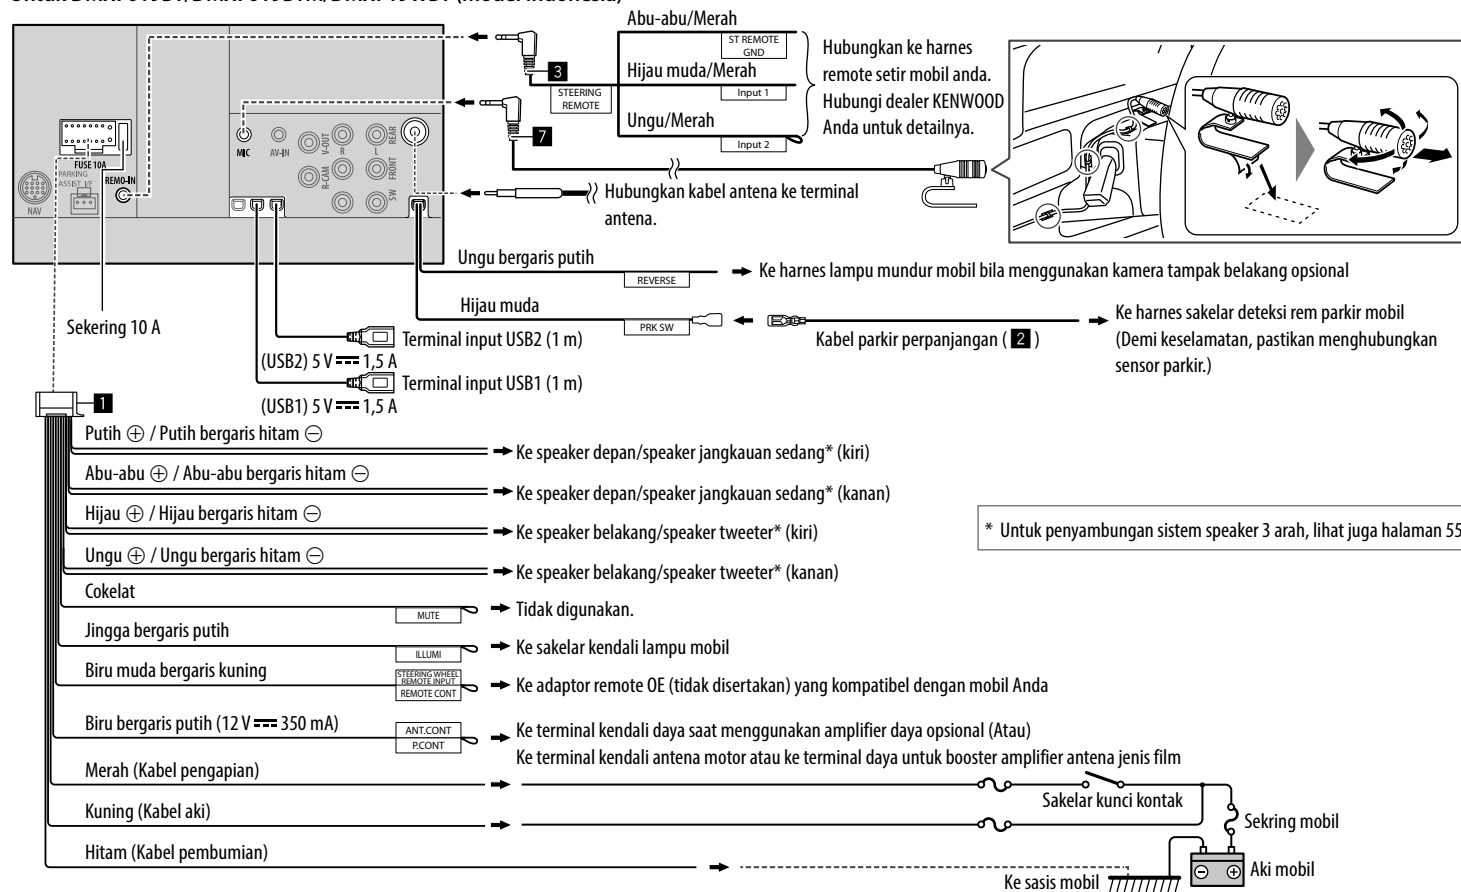 Abu-abu/Merah
ST REMOTE
GND
Hijau muda/Merah
Input 1
STEERING
REMOTE
Ungu/Merah
Input 2
3
7
Hubungkan ke harnes
remote setir mobil anda.
Hubungi dealer KENWOOD
Anda untuk detailnya.
MIC
AV-IN
V-OUT
R-CAM
R
L
REAR
FRONT
SW
FUSE 10A
PARKING
ASSIST I/F
REMO-IN
NAV
Hubungkan kabel antena ke terminal
antena.
Ungu bergaris putih
REVERSE
Ke harnes lampu mundur mobil bila menggunakan kamera tampak belakang opsional
Hijau muda
PRK SW
Kabel parkir perpanjangan ( 2 )
Ke harnes sakelar deteksi rem parkir mobil
(Demi keselamatan, pastikan menghubungkan
sensor parkir.)
Sekering 10 A
Terminal input USB2 (1 m)
(USB2) 5 V ⎓ 1,5 A
Terminal input USB1 (1 m)
(USB1) 5 V ⎓ 1,5 A
1
Putih ⊕ / Putih bergaris hitam ⊖
Ke speaker depan/speaker jangkauan sedang* (kiri)
Abu-abu ⊕ / Abu-abu bergaris hitam ⊖
Ke speaker depan/speaker jangkauan sedang* (kanan)
Hijau ⊕ / Hijau bergaris hitam ⊖
Ke speaker belakang/speaker tweeter* (kiri)
* Untuk penyambungan sistem speaker 3 arah, lihat juga halaman 55
Ungu ⊕ / Ungu bergaris hitam ⊖
Ke speaker belakang/speaker tweeter* (kanan)
Cokelat
MUTE
Tidak digunakan.
Jingga bergaris putih
ILLUMI
Ke sakelar kendali lampu mobil
Biru muda bergaris kuning
STEERING WHEEL
REMOTE INPUT
REMOTE CONT
Ke adaptor remote OE (tidak disertakan) yang kompatibel dengan mobil Anda
Biru bergaris putih (12 V ⎓ 350 mA)
ANT.CONT
P.CONT
Ke terminal kendali daya saat menggunakan amplifier daya opsional (Atau)
Ke terminal kendali antena motor atau ke terminal daya untuk booster amplifier antena jenis film
Merah (Kabel pengapian)
Sakelar kunci kontak
Kuning (Kabel aki)
Sekring mobil
Hitam (Kabel pembumian)
Aki mobil
Ke sasis mobil